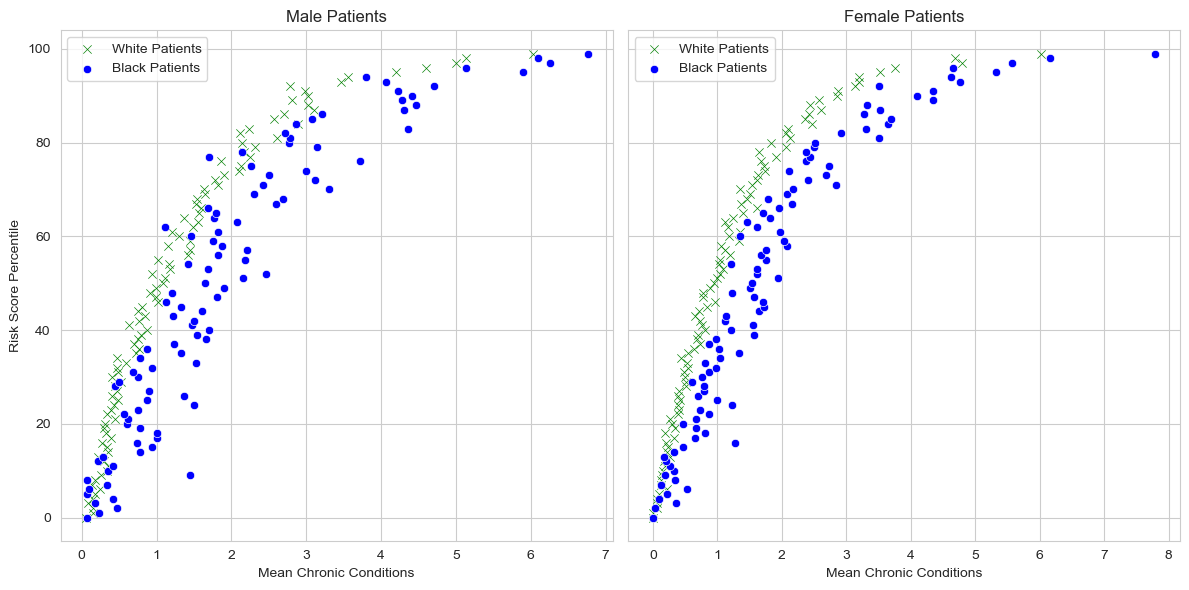 Male Patients
White Patients
Black Patients
Risk Score Percentile
100
80
60
40
20
0
0 1 2 3 4 5 6 7
Mean Chronic Conditions
Female Patients
White Patients
Black Patients
0 1 2 3 4 5 6 7 8
Mean Chronic Conditions